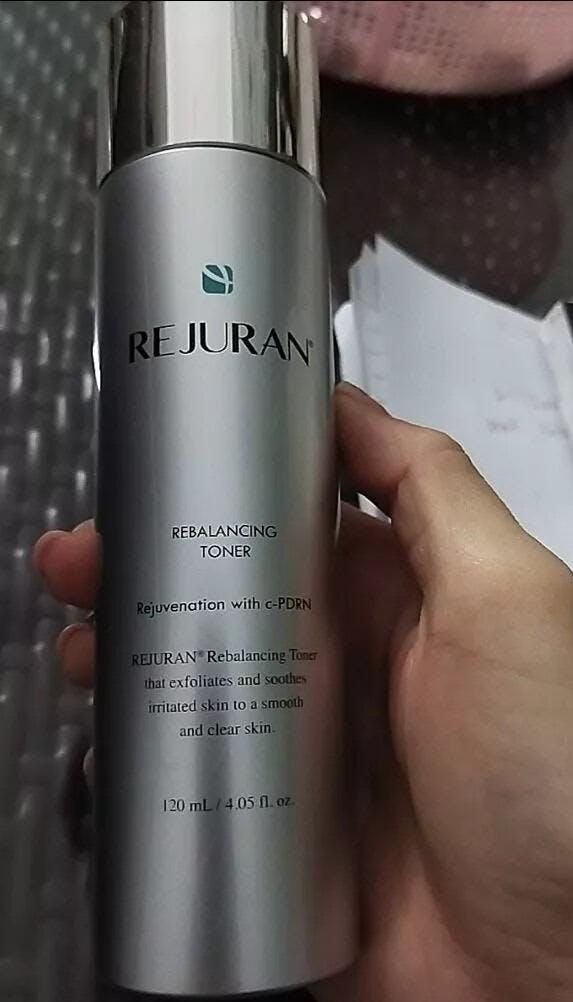 REJURAN®
REBALANCING
TONER
Rejuvenation with c-PDRN
REJURAN® Rebalancing Toner
that exfoliates and soothes
irritated skin to a smooth
and clear skin.
120 mL / 4.05 fl. oz.